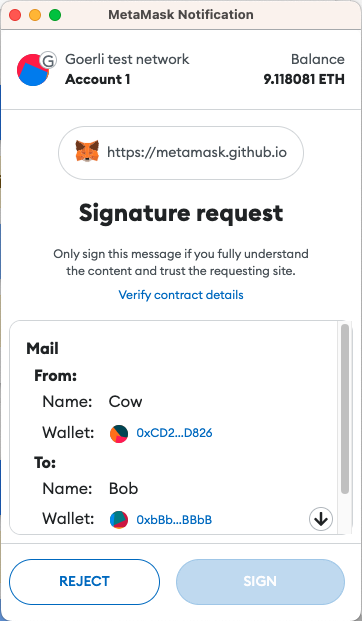 MetaMask Notification
G
Goerli test network
Balance
Account 1
9.118081 ETH
https://metamask.github.io
Signature request
Only sign this message if you fully understand
the content and trust the requesting site.
Verify contract details
Mail
From:
Name: Cow
Wallet: 0xCD2...D826
To:
Name: Bob
Wallet: 0xbBb...BBbB
REJECT
SIGN